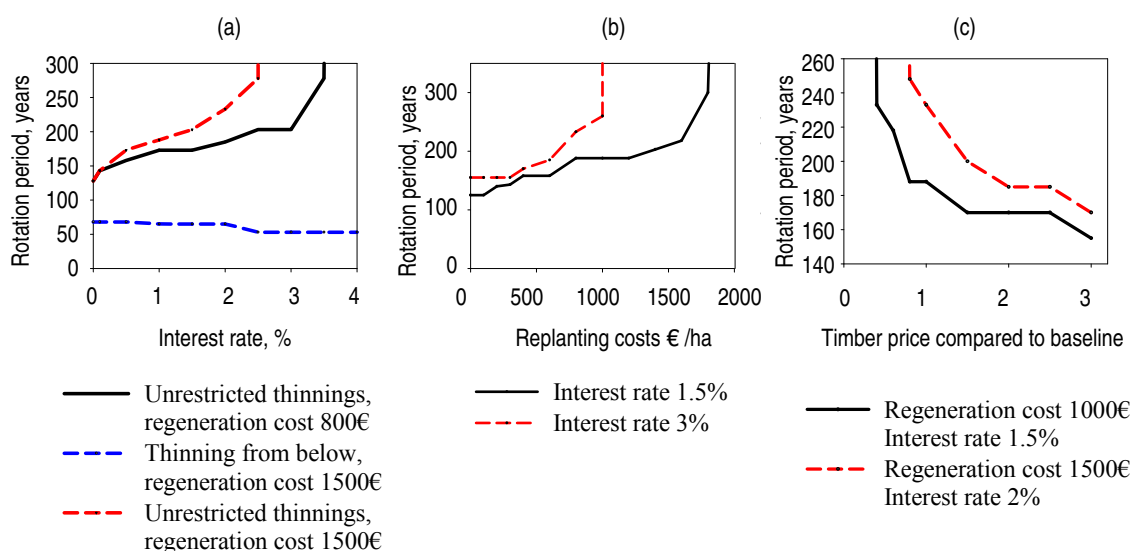 (a)
300
250
200
150
100
50
0
Rotation period, years
0 1 2 3 4
Interest rate, %
Unrestricted thinnings,
regeneration cost 800€
Thinning from below,
regeneration cost 1500€
Unrestricted thinnings,
regeneration cost 1500€
(b)
300
200
100
0
Rotation period, years
0 500 1000 1500 2000
Replanting costs € /ha
Interest rate 1.5%
Interest rate 3%
(c)
260
240
220
200
180
160
140
Rotation period, years
0 1 2 3
Timber price compared to baseline
Regeneration cost 1000€
Interest rate 1.5%
Regeneration cost 1500€
Interest rate 2%